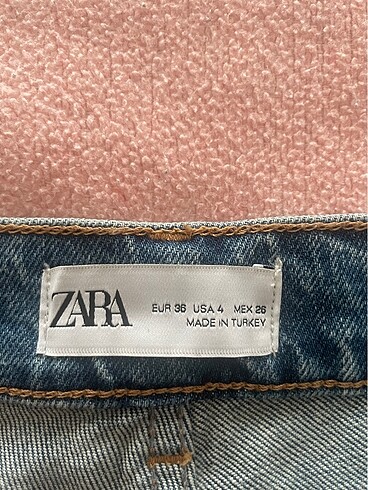 ZARA
EUR 36 USA 4 MEX 26
MADE IN TURKEY